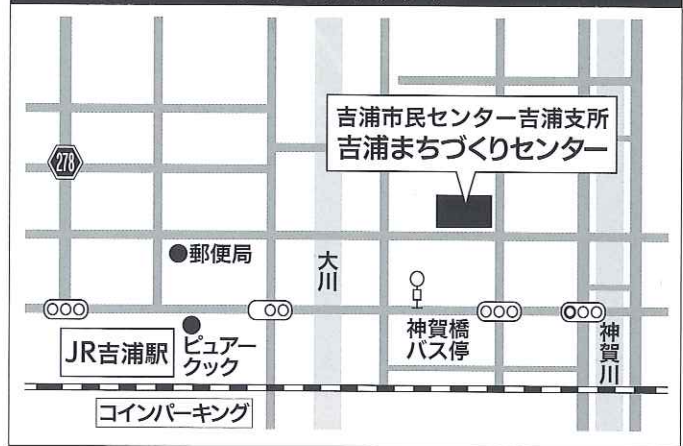 吉浦市民センター吉浦支所
吉浦まちづくりセンター
278
郵便局
大川
神賀橋
バス停
神賀川
JR吉浦駅
ピュアー
クック
コインパーキング